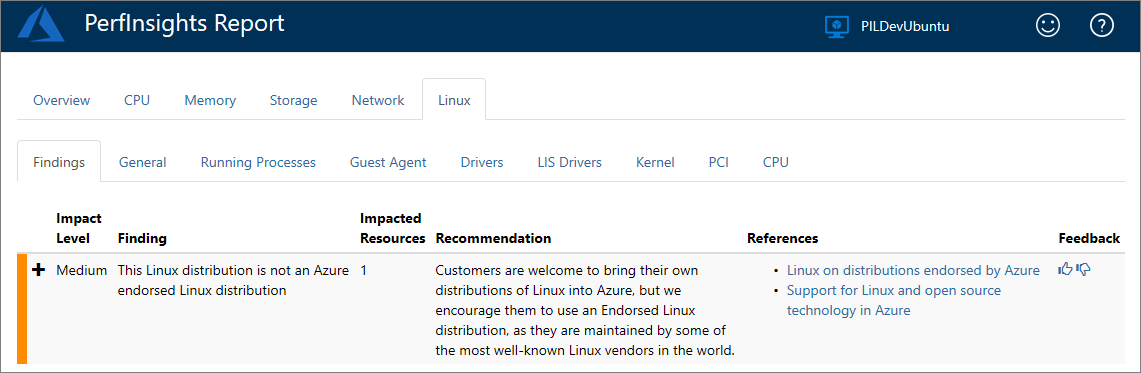 PerfInsights Report
PILDevUbuntu
Overview CPU Memory Storage Network Linux
Findings General Running Processes Guest Agent Drivers LIS Drivers Kernel PCI CPU
Impact Level Finding Impacted Resources Recommendation References Feedback
Medium This Linux distribution is not an Azure
endorsed Linux distribution
1
Customers are welcome to bring their own
distributions of Linux into Azure, but we
encourage them to use an Endorsed Linux
distribution, as they are maintained by some of
the most well-known Linux vendors in the world.
• Linux on distributions endorsed by Azure
• Support for Linux and open source
technology in Azure